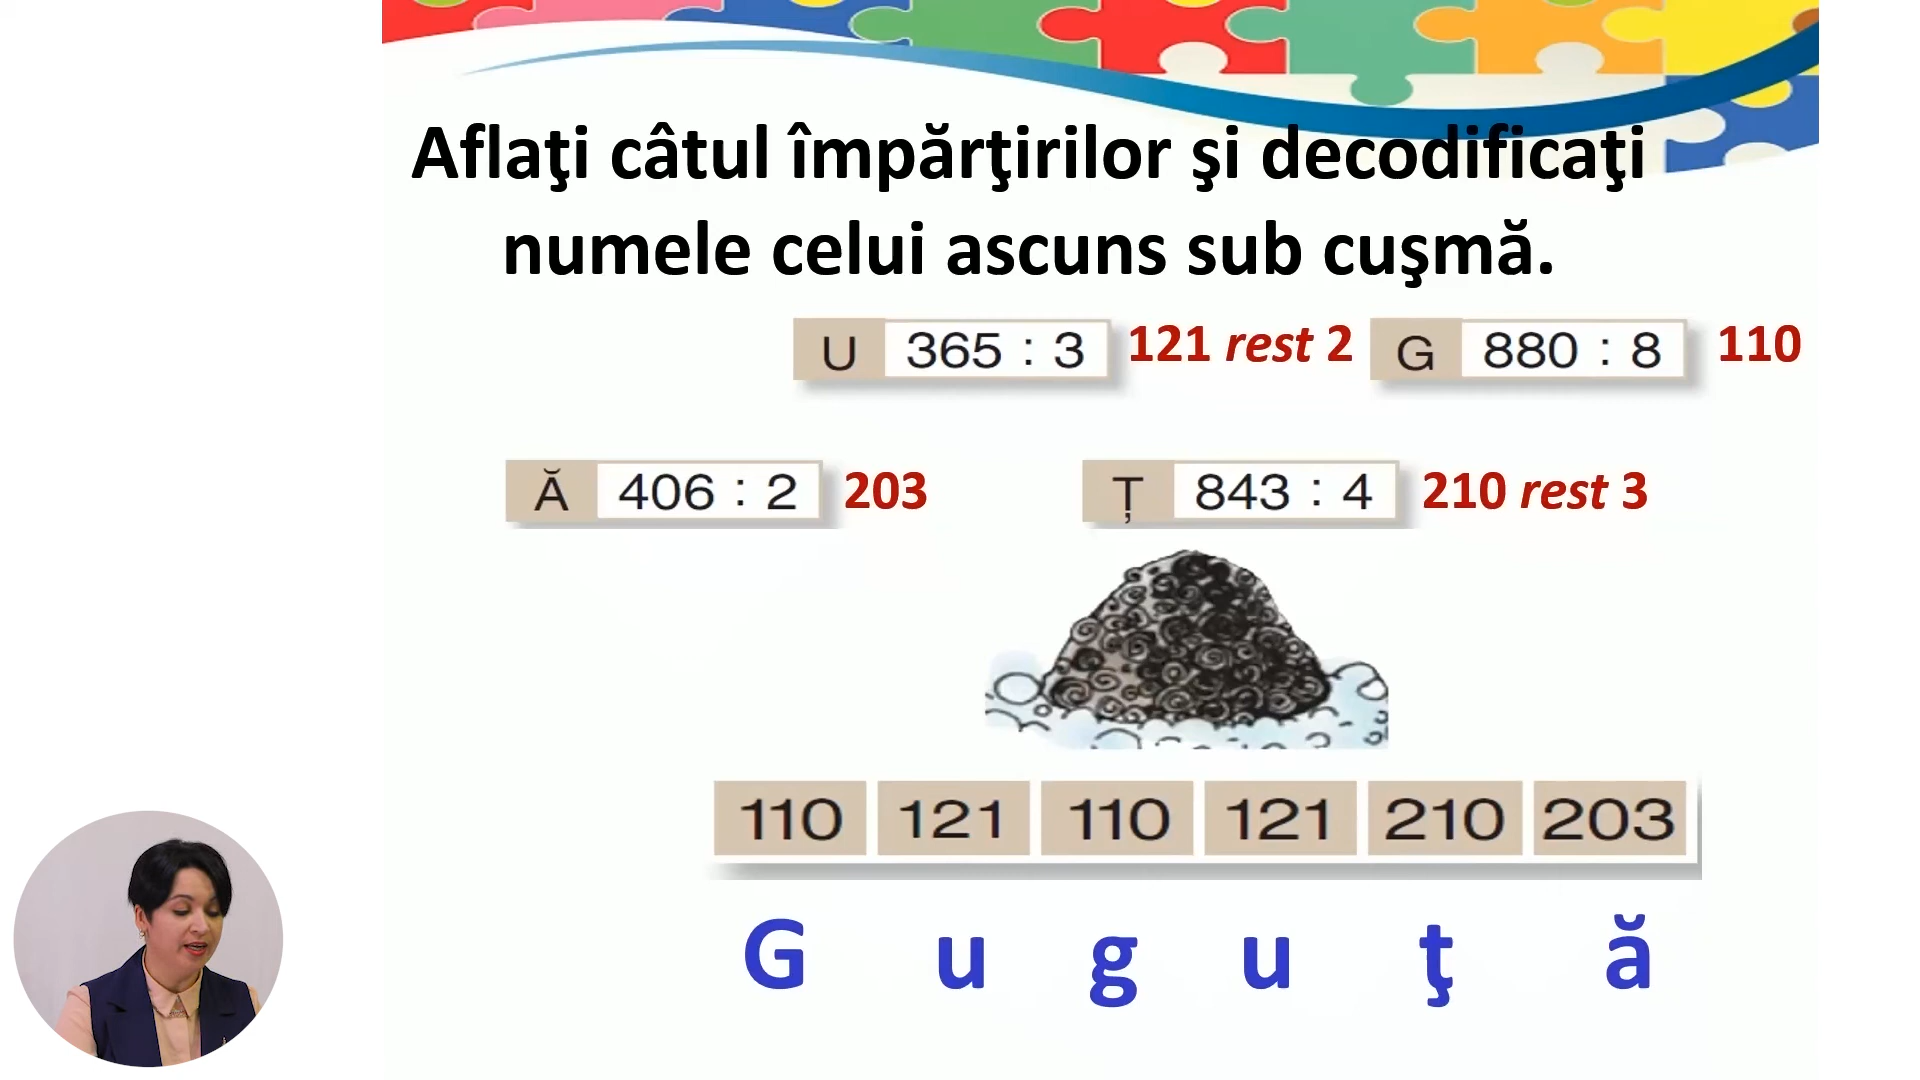 Aflaţi câtul împărţirilor şi decodificaţi
numele celui ascuns sub cuşmă.
U 365 : 3 121 rest 2 G 880 : 8 110
Ă 406 : 2 203 Ț 843 : 4 210 rest 3
110 121 110 121 210 203
G u g u ţ ă